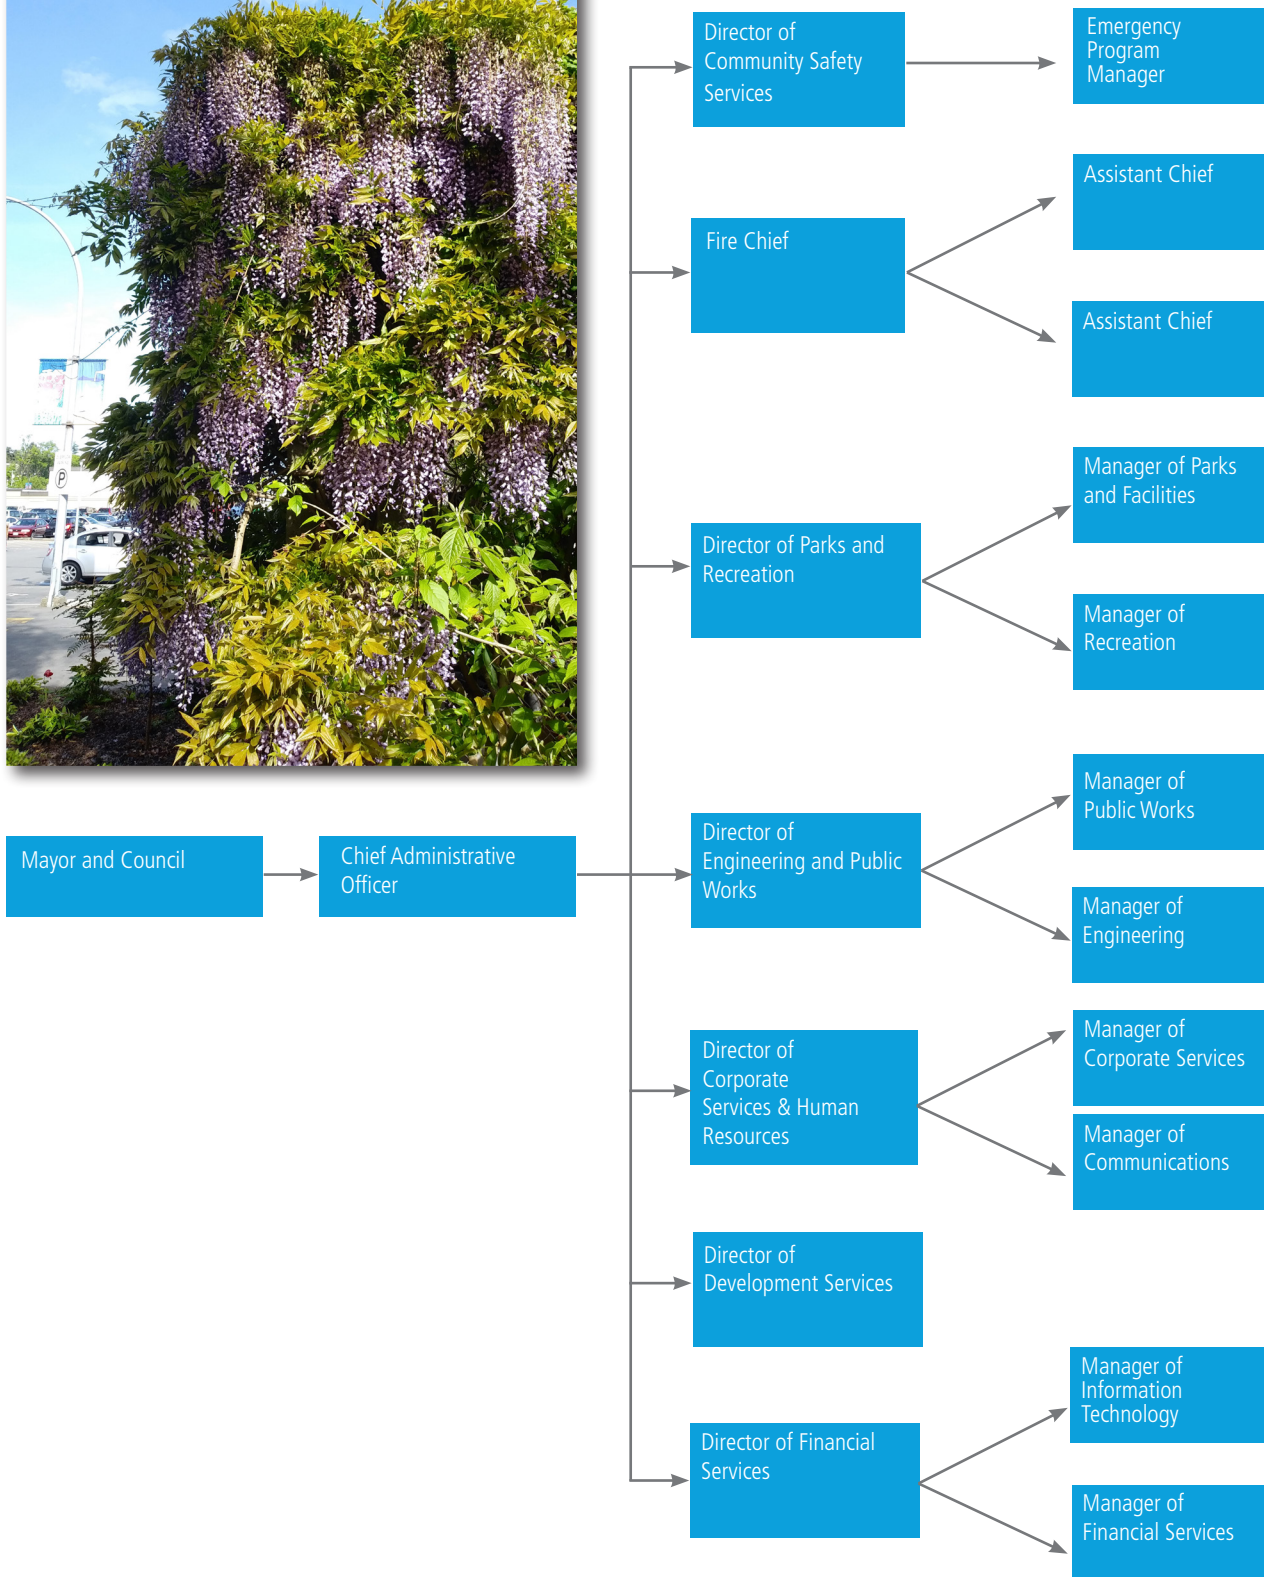 Director of
Community Safety
Services
Emergency
Program
Manager
Fire Chief
Assistant Chief
Assistant Chief
Director of Parks and
Recreation
Manager of Parks
and Facilities
Manager of
Recreation
P
Mayor and Council
Chief Administrative
Officer
Director of
Engineering and Public
Works
Manager of
Public Works
Manager of
Engineering
Director of
Corporate
Services & Human
Resources
Manager of
Corporate Services
Manager of
Communications
Director of
Development Services
Director of Financial
Services
Manager of
Information
Technology
Manager of
Financial Services